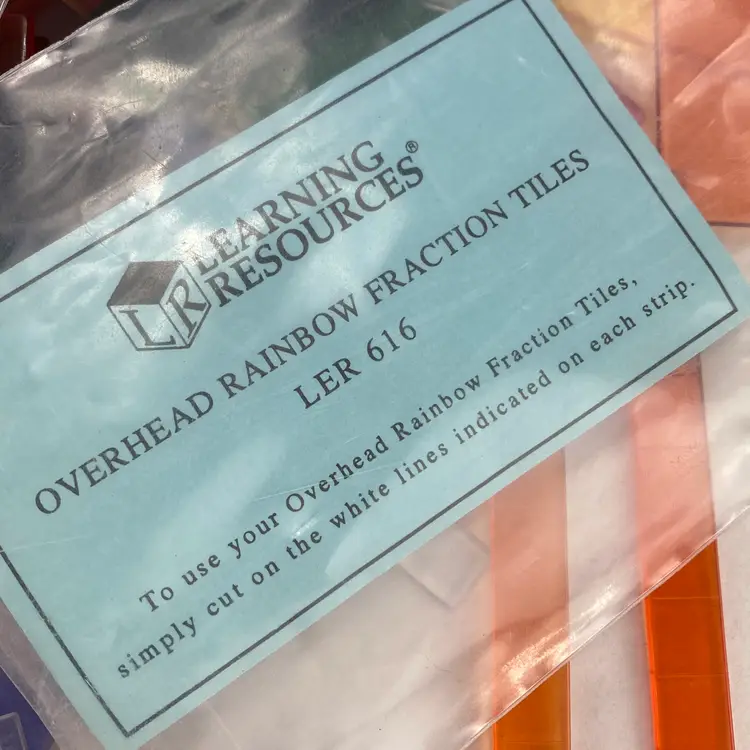 LR
LEARNING
RESOURCES®
OVERHEAD RAINBOW FRACTION TILES
LER 616
To use your Overhead Rainbow Fraction Tiles,
simply cut on the white lines indicated on each strip.